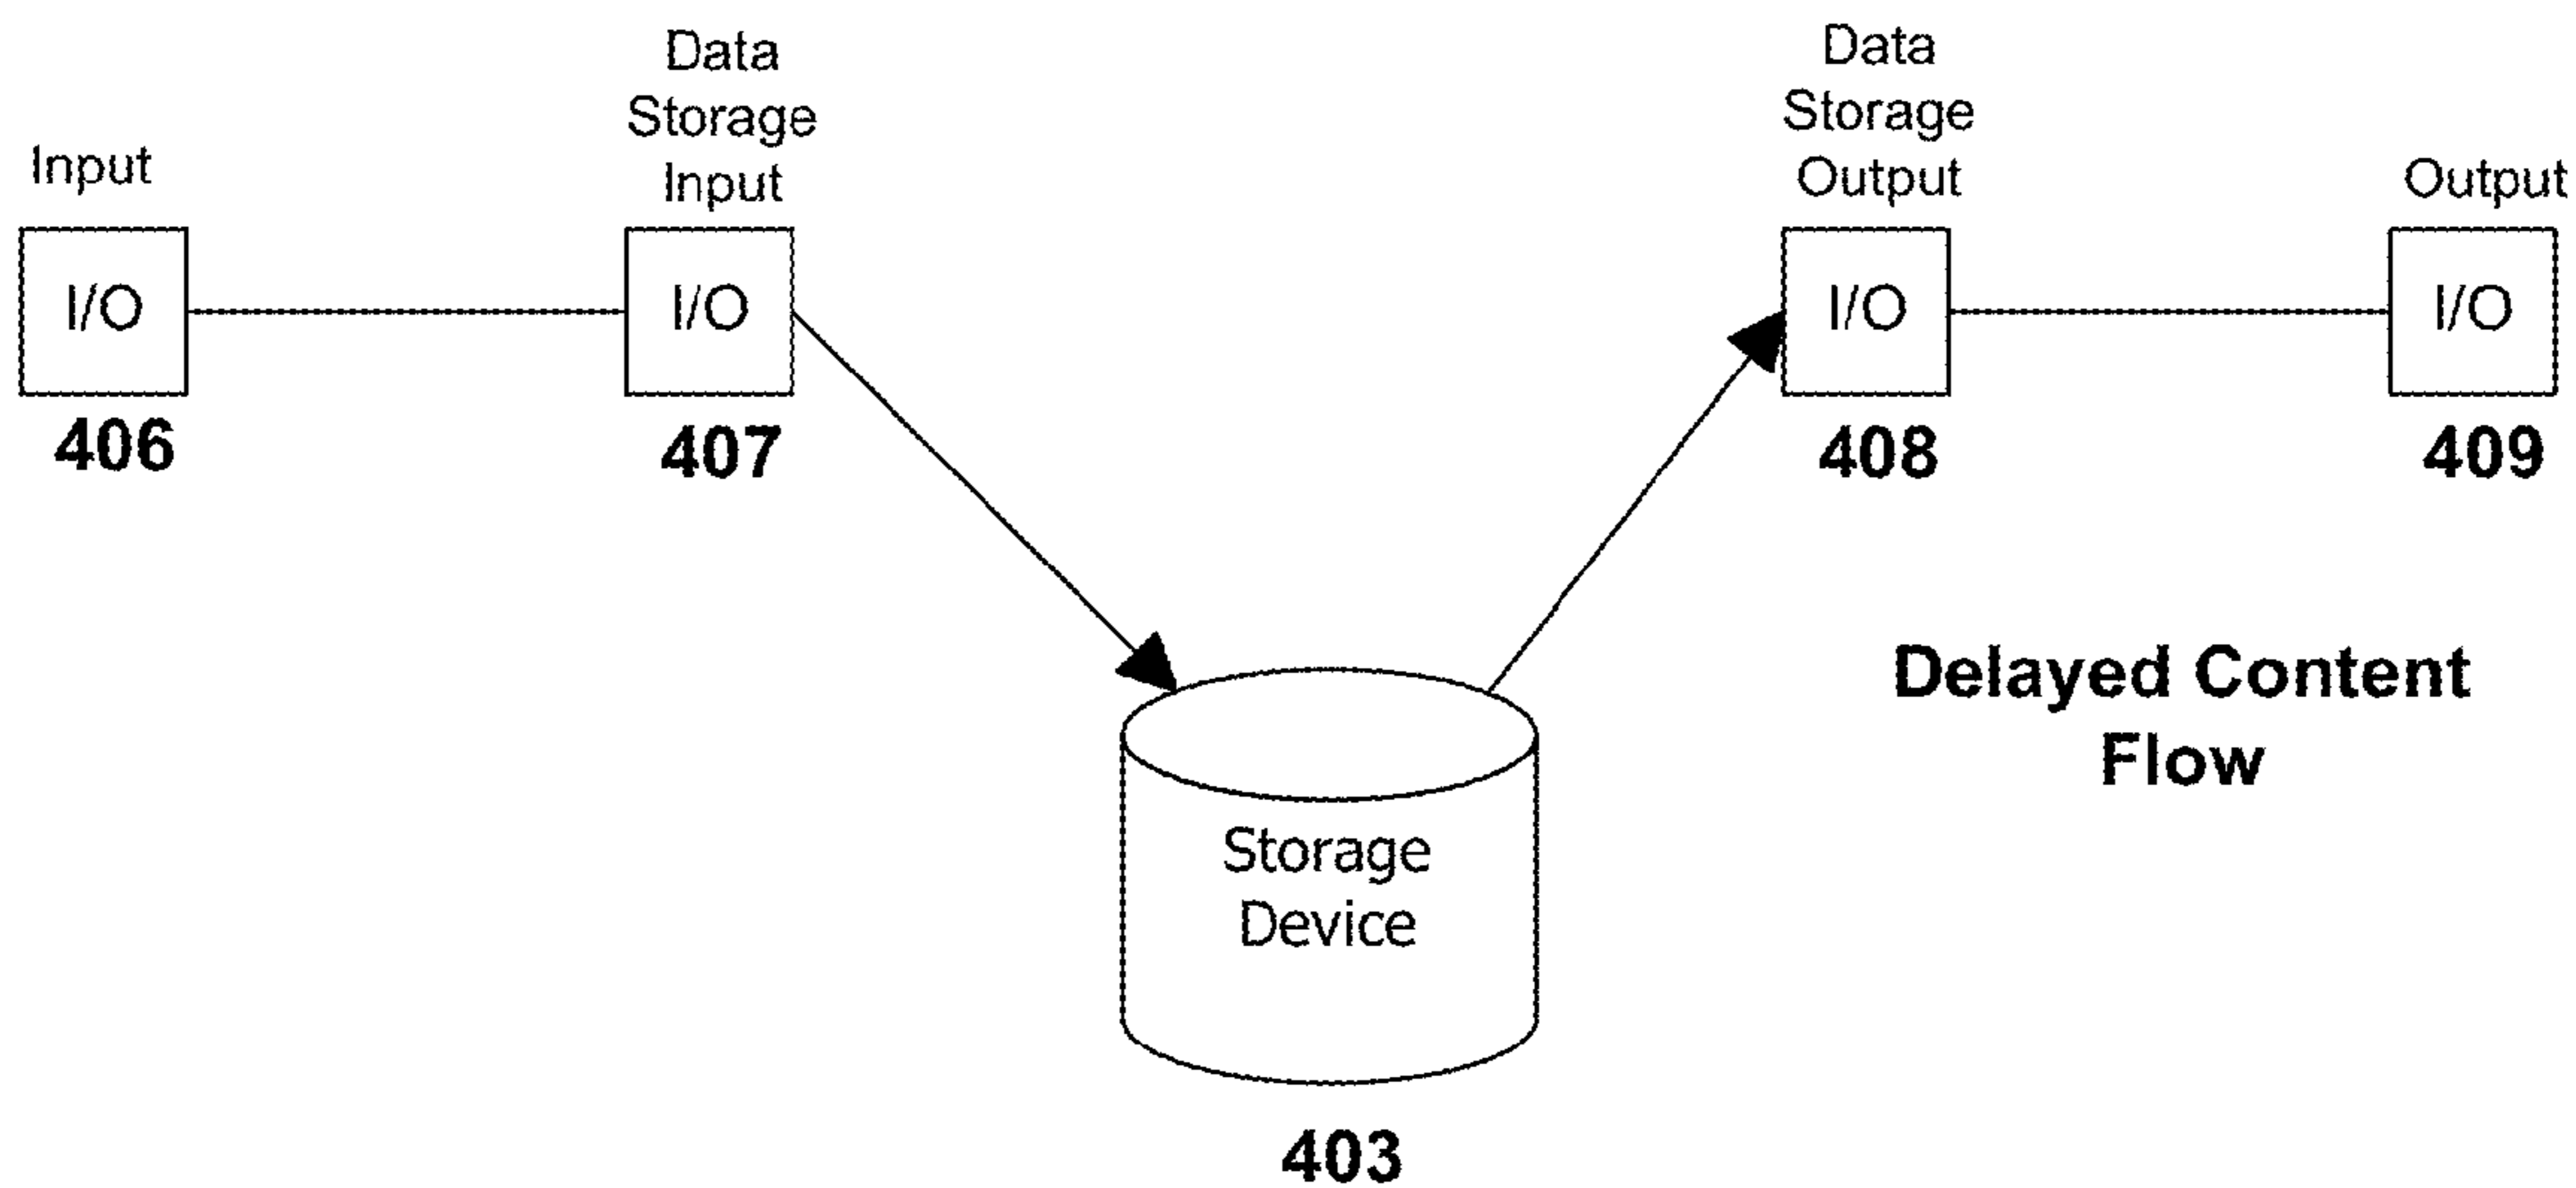 Input
Data
Storage
Input
Data
Storage
Output
Output
I/O
I/O
I/O
I/O
406
407
408
409
Delayed Content
Flow
Storage
Device
403